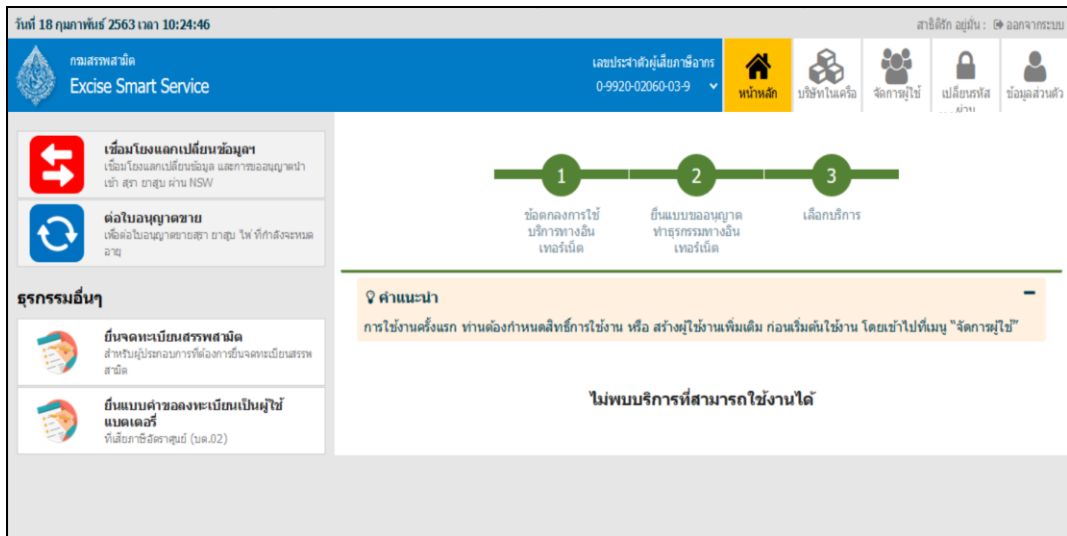 วันที่ 18 กุมภาพันธ์ 2563 เวลา 10:24:46
สาธิติรัก อยู่มั่น : ออกจากระบบ
กรมสรรพสามิต
Excise Smart Service
เลขประจำตัวผู้เสียภาษีอากร
0-9920-02060-03-9
หน้าหลัก
บริษัทในเครือ
จัดการผู้ใช้
เปลี่ยนรหัส
ผ่าน
ข้อมูลส่วนตัว
เชื่อมโยงแลกเปลี่ยนข้อมูลฯ
เชื่อมโยงแลกเปลี่ยนข้อมูล และการขออนุญาตนำ
เข้า สุรา ยาสูบ ผ่าน NSW
ต่อใบอนุญาตขาย
เพื่อต่อใบอนุญาตขายสุรา ยาสูบ ไพ่ ที่กำลังจะหมด
อายุ
ธุรกรรมอื่นๆ
ยื่นจดทะเบียนสรรพสามิต
สำหรับผู้ประกอบการที่ต้องการยื่นจดทะเบียนสรรพ
สามิต
ยื่นแบบคำขอลงทะเบียนเป็นผู้ใช้
แบตเตอรี่
ที่เสียภาษีอัตราศูนย์ (บต.02)
1
2
3
ข้อตกลงการใช้
บริการทางอิน
เทอร์เน็ต
ยื่นแบบขออนุญาต
ทำธุรกรรมทางอิน
เทอร์เน็ต
เลือกบริการ
คำแนะนำ
การใช้งานครั้งแรก ท่านต้องกำหนดสิทธิ์การใช้งาน หรือ สร้างผู้ใช้งานเพิ่มเติม ก่อนเริ่มต้นใช้งาน โดยเข้าไปที่เมนู "จัดการผู้ใช้"
ไม่พบบริการที่สามารถใช้งานได้